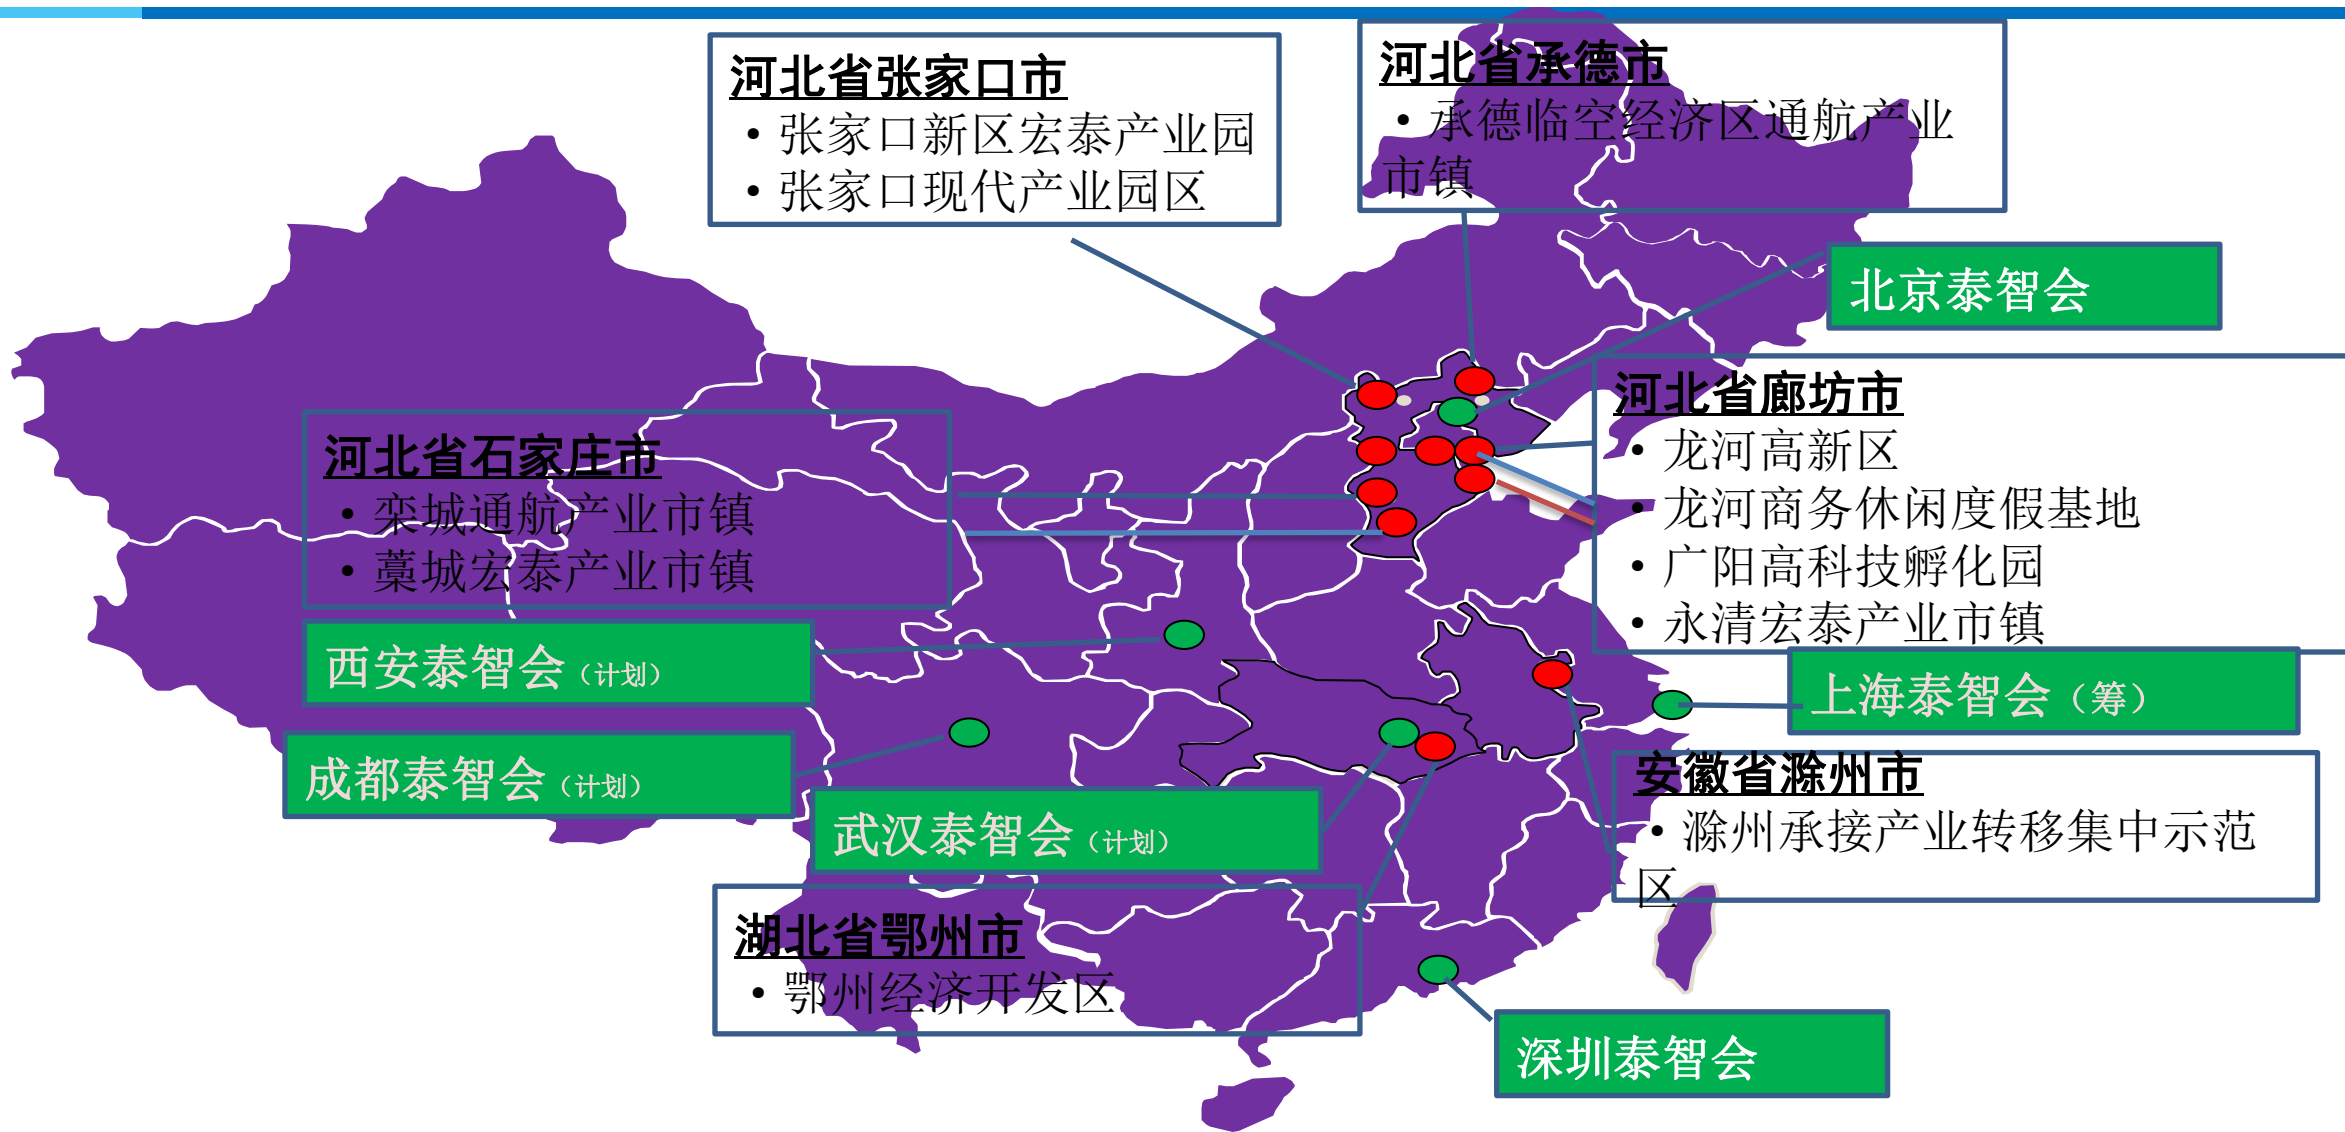 河北省张家口市
• 张家口新区宏泰产业园
• 张家口现代产业园区
河北省承德市
• 承德临空经济区通航产业
市镇
北京泰智会
河北省廊坊市
• 龙河高新区
• 龙河商务休闲度假基地
• 广阳高科技孵化园
• 永清宏泰产业市镇
河北省石家庄市
• 栾城通航产业市镇
• 藁城宏泰产业市镇
西安泰智会（计划）
上海泰智会（筹）
成都泰智会（计划）
安徽省滁州市
• 滁州承接产业转移集中示范
区
武汉泰智会（计划）
湖北省鄂州市
• 鄂州经济开发区
深圳泰智会